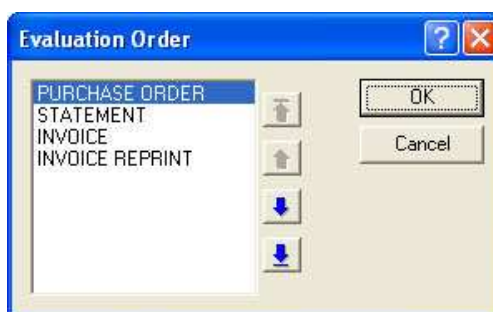 Evaluation Order
PURCHASE ORDER
STATEMENT
INVOICE
INVOICE REPRINT
OK
Cancel